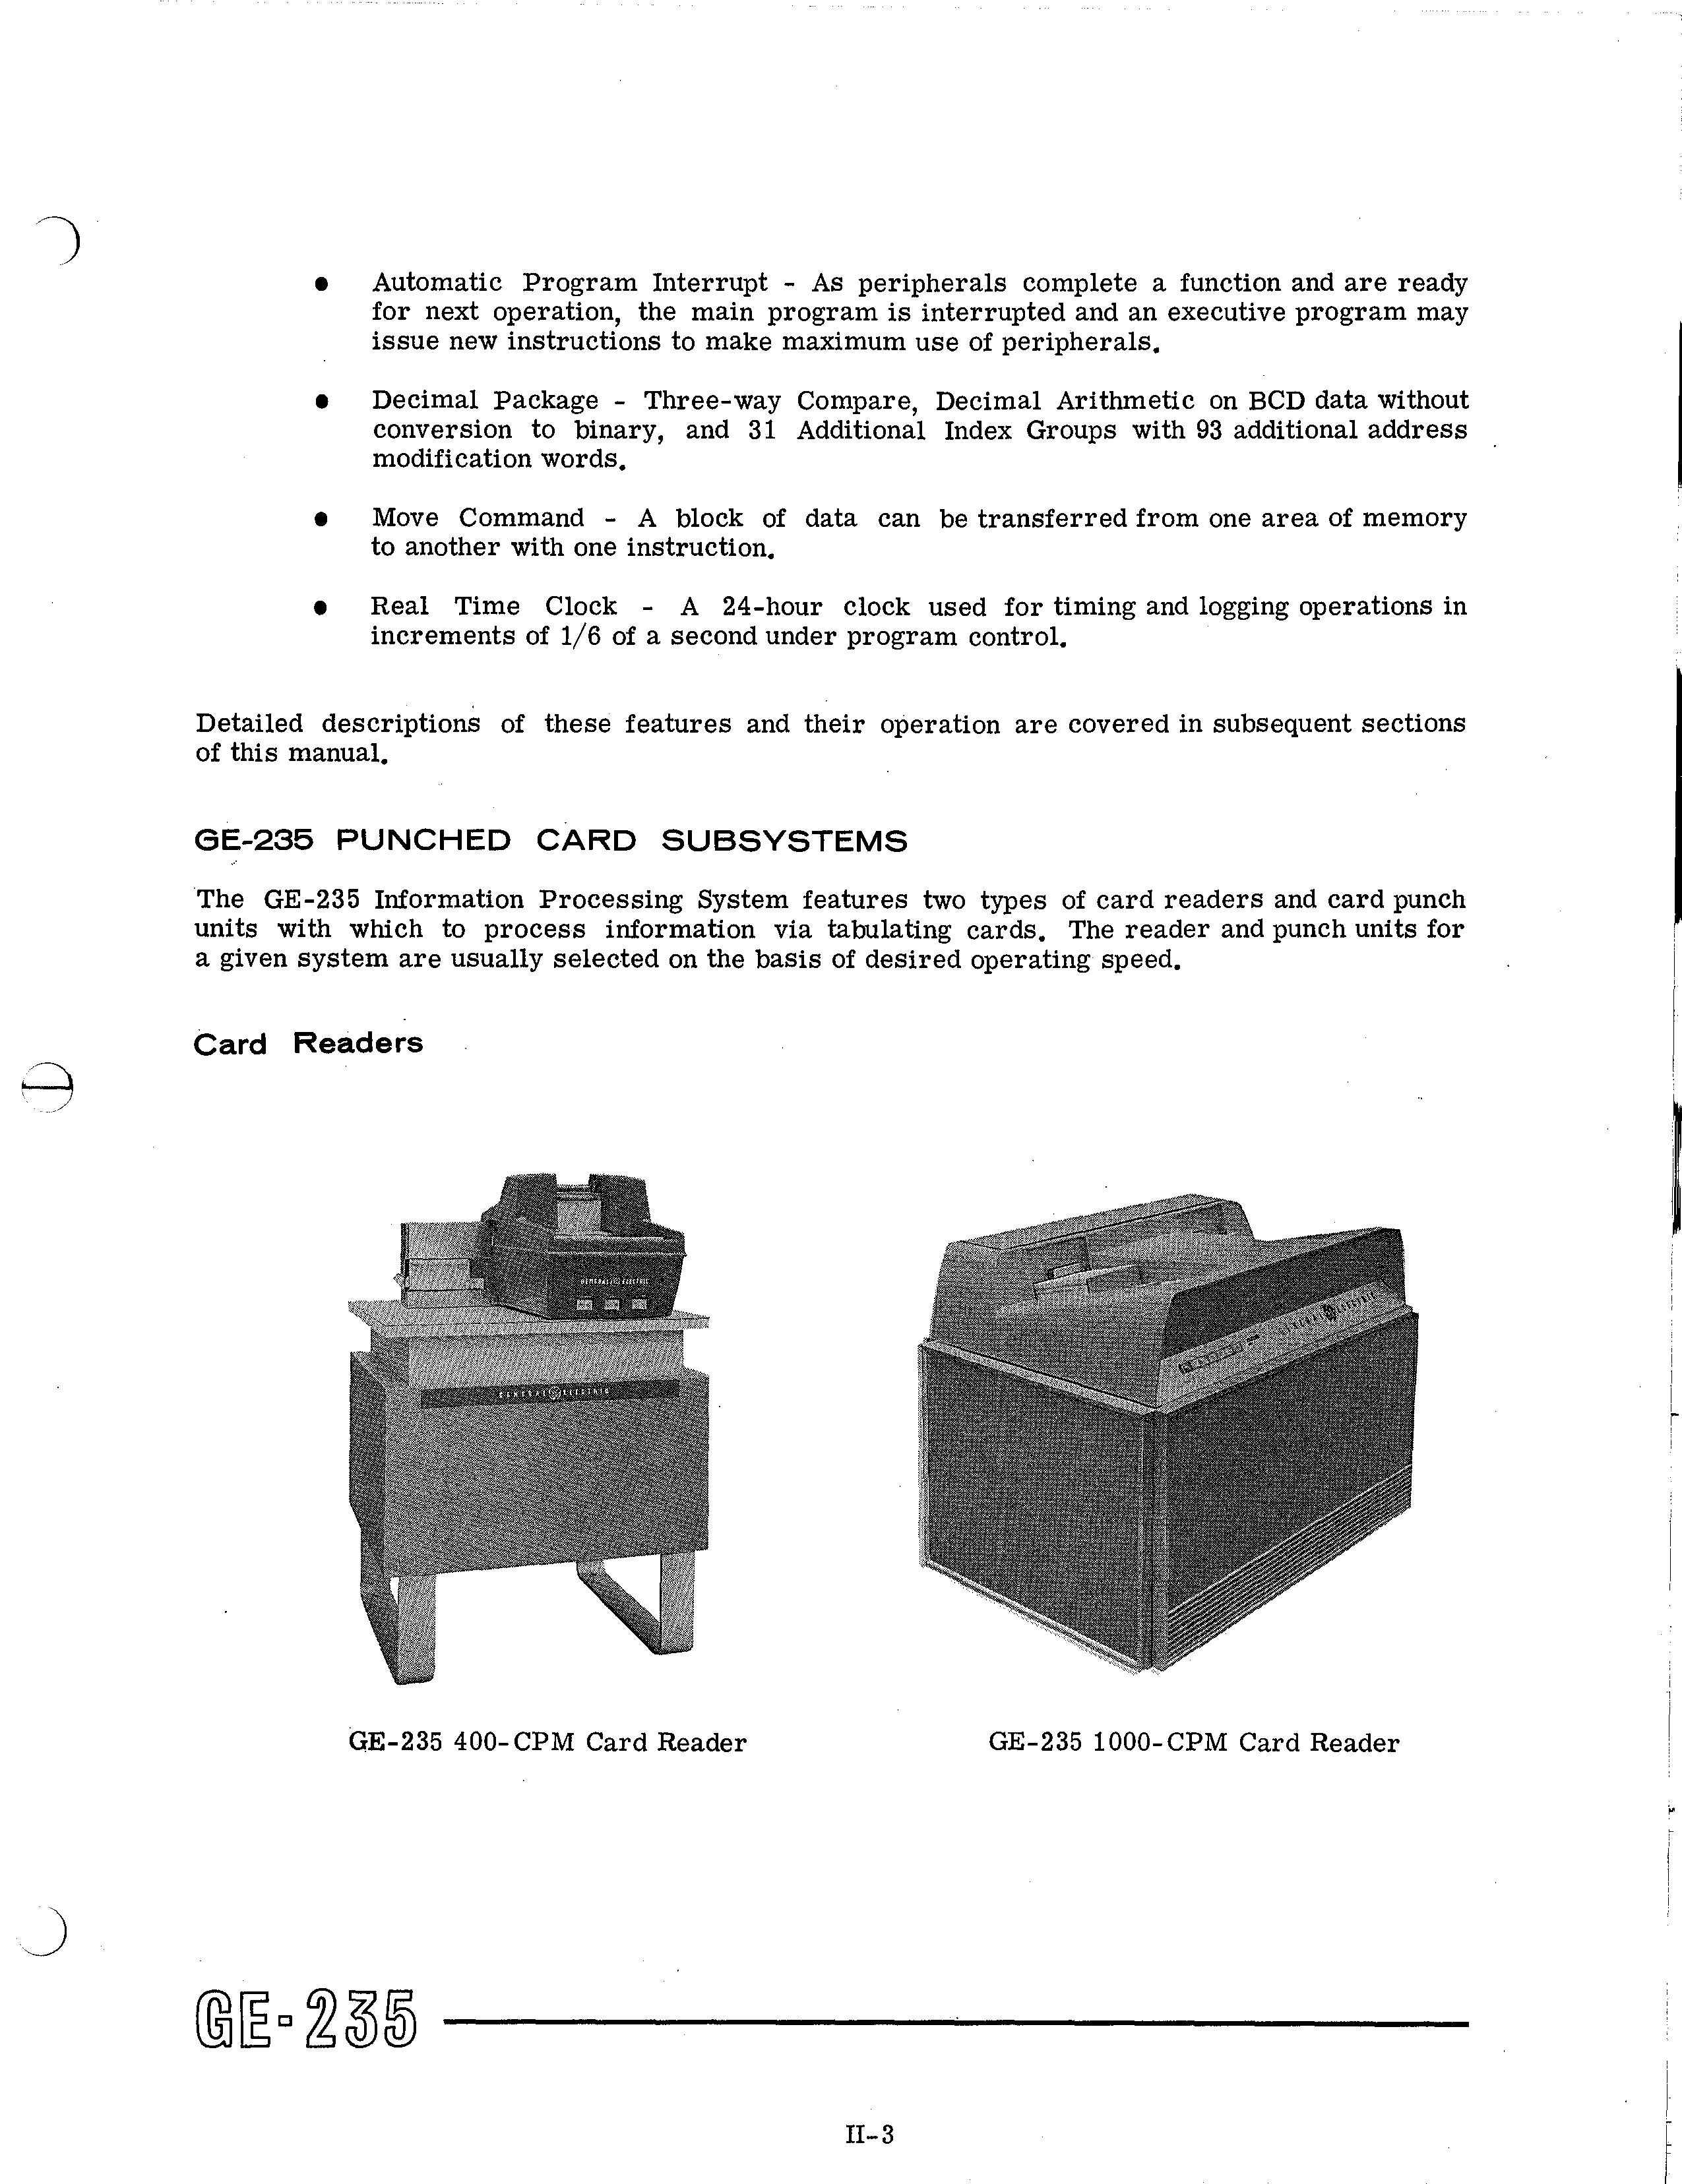 ● Automatic Program Interrupt - As peripherals complete a function and are ready
for next operation, the main program is interrupted and an executive program may
issue new instructions to make maximum use of peripherals.
● Decimal Package - Three-way Compare, Decimal Arithmetic on BCD data without
conversion to binary, and 31 Additional Index Groups with 93 additional address
modification words.
● Move Command - A block of data can be transferred from one area of memory
to another with one instruction.
● Real Time Clock - A 24-hour clock used for timing and logging operations in
increments of 1/6 of a second under program control.
Detailed descriptions of these features and their operation are covered in subsequent sections
of this manual.
GE-235 PUNCHED CARD SUBSYSTEMS
The GE-235 Information Processing System features two types of card readers and card punch
units with which to process information via tabulating cards. The reader and punch units for
a given system are usually selected on the basis of desired operating speed.
Card Readers
GENERAL ELECTRIC
GENERAL ELECTRIC
GENERAL ELECTRIC
GE-235 400-CPM Card Reader
GE-235 1000-CPM Card Reader
GE-235
II-3